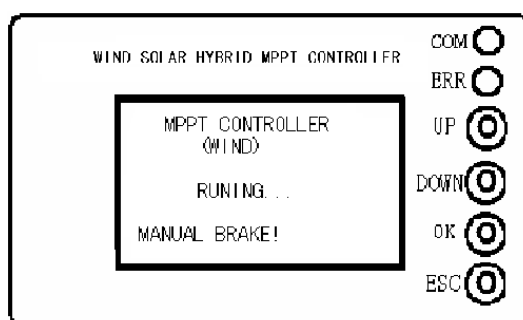 WIND SOLAR HYBRID MPPT CONTROLLER
MPPT CONTROLLER
(WIND)
RUNING...
MANUAL BRAKE!
COM
ERR
UP
DOWN
OK
ESC